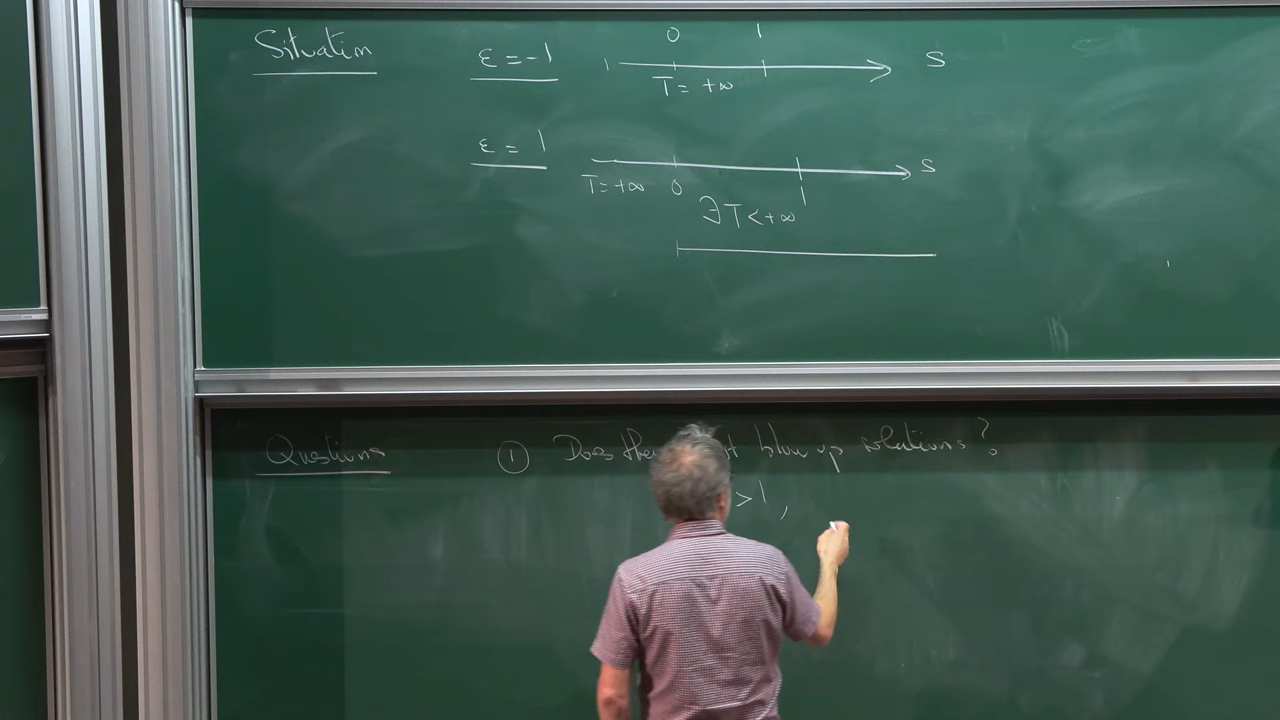 Situation ε = -1 0 1 s
T = +∞
ε = 1 s
T = +∞ 0 1
∃ T < +∞
Questions ① Does blow up solutions?
> 1 ,